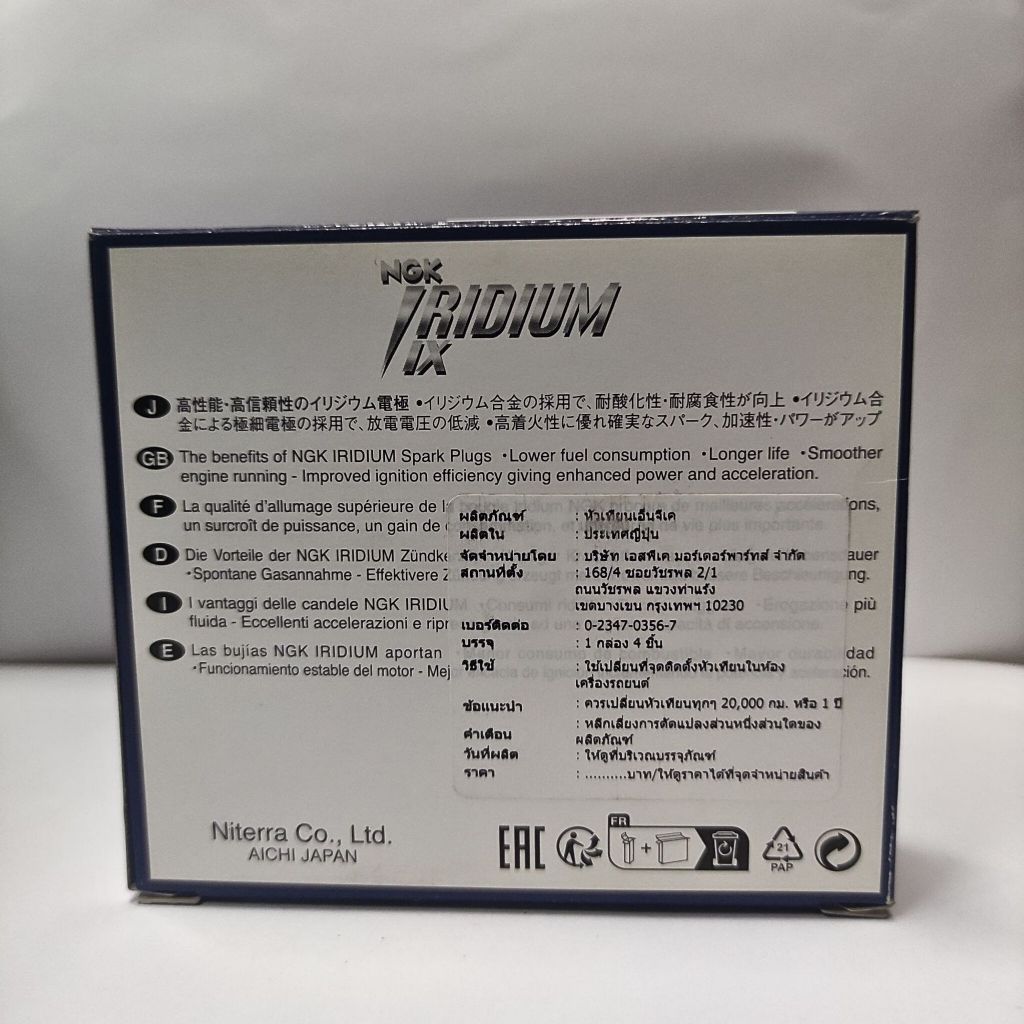 NGK
IRIDIUM
IX
J 高性能・高信頼性のイリジウム電極 •イリジウム合金の採用で、耐酸化性・耐腐食性が向上 •イリジウム合
金による極細電極の採用で、放電電圧の低減 •高着火性に優れ確実なスパーク、加速性・パワーがアップ
GB The benefits of NGK IRIDIUM Spark Plugs •Lower fuel consumption •Longer life •Smoother
engine running - Improved ignition efficiency giving enhanced power and acceleration.
F La qualité d'allumage supérieure de la
un surcroît de puissance, un gain de
D Die Vorteile der NGK IRIDIUM
•Spontane Gasannahme - Effektivere
I I vantaggi delle candele NGK IRIDIUM •Consumi •Erogazione più
fluida - Eccellenti accelerazioni e
E Las bujías NGK IRIDIUM aportan
•Funcionamiento estable del motor -
ผลิตภัณฑ์ : หัวเทียนเอ็นจีเค
ผลิตใน : ประเทศญี่ปุ่น
จัดจำหน่ายโดย : บริษัท เอสพีเค มอร์เตอร์พาร์ทส์ จำกัด
สถานที่ตั้ง : 168/4 ซอยวัชรพล 2/1
ถนนวัชรพล แขวงท่าแร้ง
เขตบางเขน กรุงเทพฯ 10230
เบอร์ติดต่อ : 0-2347-0356-7
บรรจุ : 1 กล่อง 4 ชิ้น
วิธีใช้ : ใช้เปลี่ยนที่จุดติดตั้งหัวเทียนในห้อง
เครื่องรถยนต์
ข้อแนะนำ : ควรเปลี่ยนหัวเทียนทุกๆ 20,000 กม. หรือ 1 ปี
คำเตือน : หลีกเลี่ยงการดัดแปลงส่วนหนึ่งส่วนใดของ
ผลิตภัณฑ์
วันที่ผลิต : ให้ดูที่บริเวณบรรจุภัณฑ์
ราคา : ..........บาท/ให้ดูราคาได้ที่จุดจำหน่ายสินค้า
Niterra Co., Ltd.
AICHI JAPAN
EAC
FR
+
21
PAP